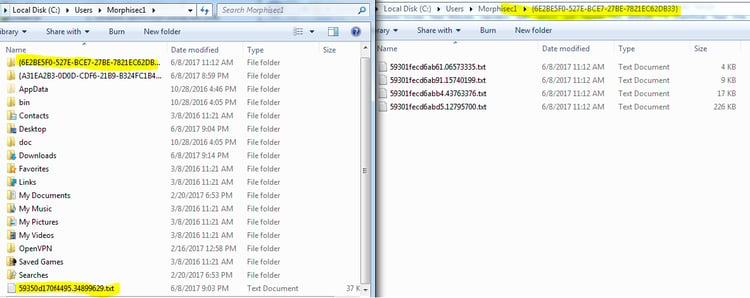 Local Disk (C:) ▸ Users ▸ Morphisec1 ▸
Search Morphisec1
ibrary ▾ Share with ▾ Burn New folder
Name Date modified Type Size
{6E2BE5F0-527E-BCE7-27BE-7821EC62DB... 6/8/2017 11:12 AM File folder
{A31EA2B3-0D0D-CDF6-21B9-B324FC1B4... 6/8/2017 8:59 PM File folder
AppData 10/28/2016 4:46 PM File folder
bin 10/28/2016 4:05 PM File folder
Contacts 3/8/2016 11:21 AM File folder
Desktop 6/8/2017 9:04 PM File folder
doc 10/28/2016 4:05 PM File folder
Downloads 6/8/2017 9:14 PM File folder
Favorites 3/8/2016 11:21 AM File folder
Links 3/8/2016 11:21 AM File folder
My Documents 2/20/2017 6:53 PM File folder
My Music 3/8/2016 11:21 AM File folder
My Pictures 3/8/2016 11:21 AM File folder
My Videos 3/8/2016 11:21 AM File folder
OpenVPN 2/16/2017 12:58 PM File folder
Saved Games 3/8/2016 11:21 AM File folder
Searches 2/20/2017 6:53 PM File folder
59350d170f4495.34899629.txt 6/8/2017 9:03 PM Text Document 37 K
Local Disk (C:) ▸ Users ▸ Morphisec1 ▸ {6E2BE5F0-527E-BCE7-27BE-7821EC62DB33}
ibrary ▾ Share with ▾ Burn New folder
Name Date modified Type Size
59301fecd6ab61.06573335.txt 6/8/2017 11:12 AM Text Document 4 KB
59301fecd6ab91.15740199.txt 6/8/2017 11:12 AM Text Document 9 KB
59301fecd6abb4.43763376.txt 6/8/2017 11:12 AM Text Document 17 KB
59301fecd6abd5.12795700.txt 6/8/2017 11:12 AM Text Document 226 KB